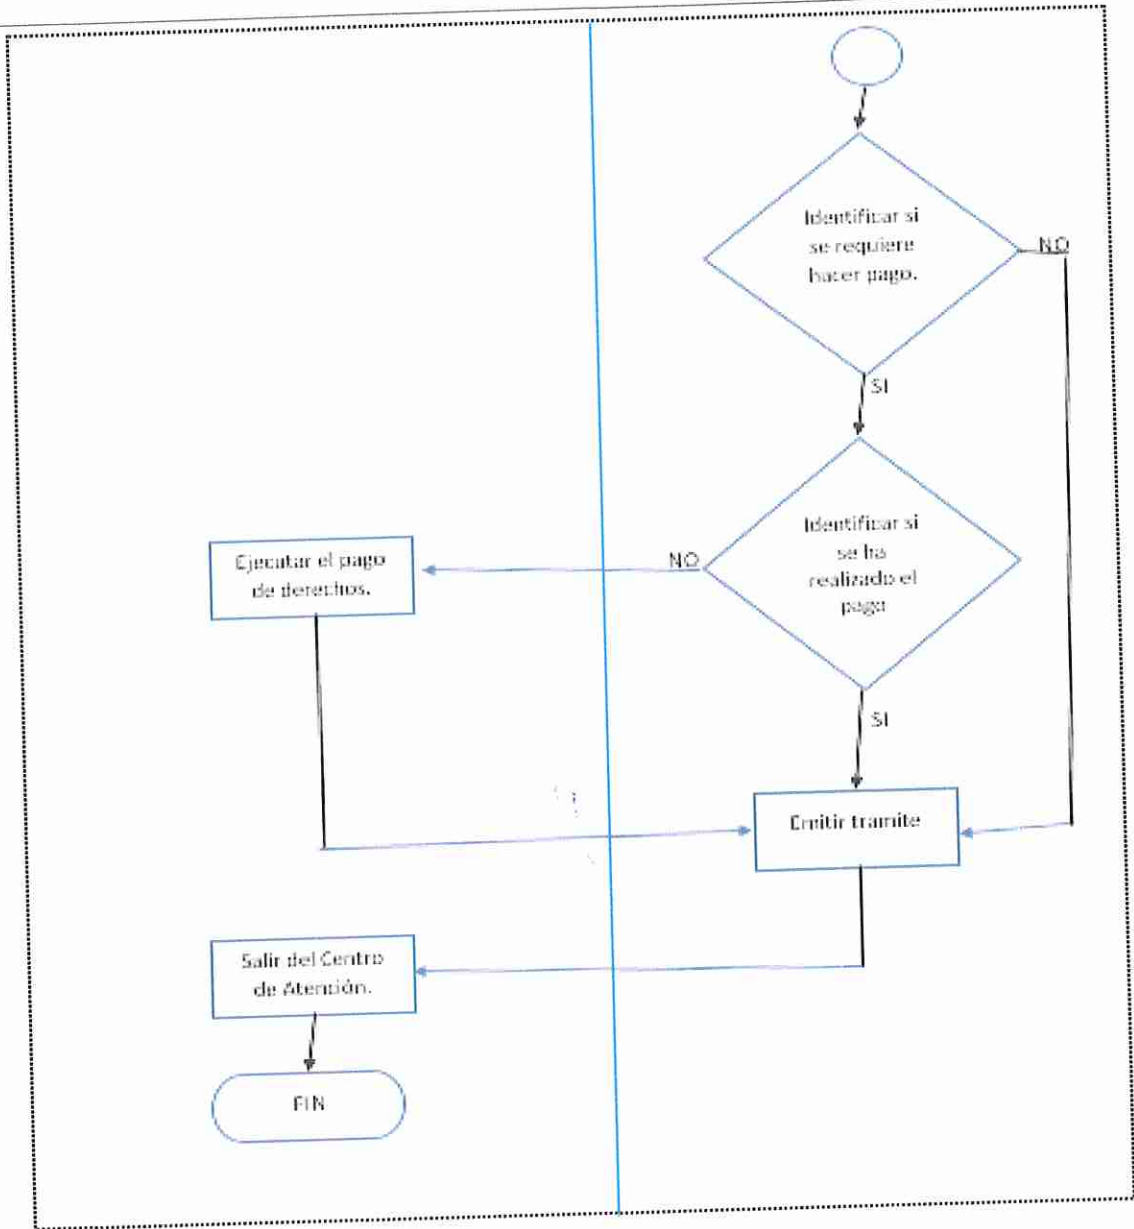 Identificar si
se requiere
hacer pago.
NO
SI
Identificar si
se ha
realizado el
pago
NO
Ejecutar el pago
de derechos.
SI
Emitir tramite
Salir del Centro
de Atención.
FIN